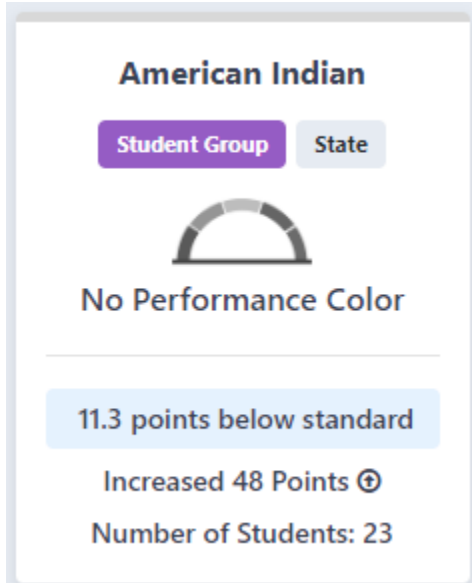 American Indian
Student Group State
No Performance Color
11.3 points below standard
Increased 48 Points
Number of Students: 23